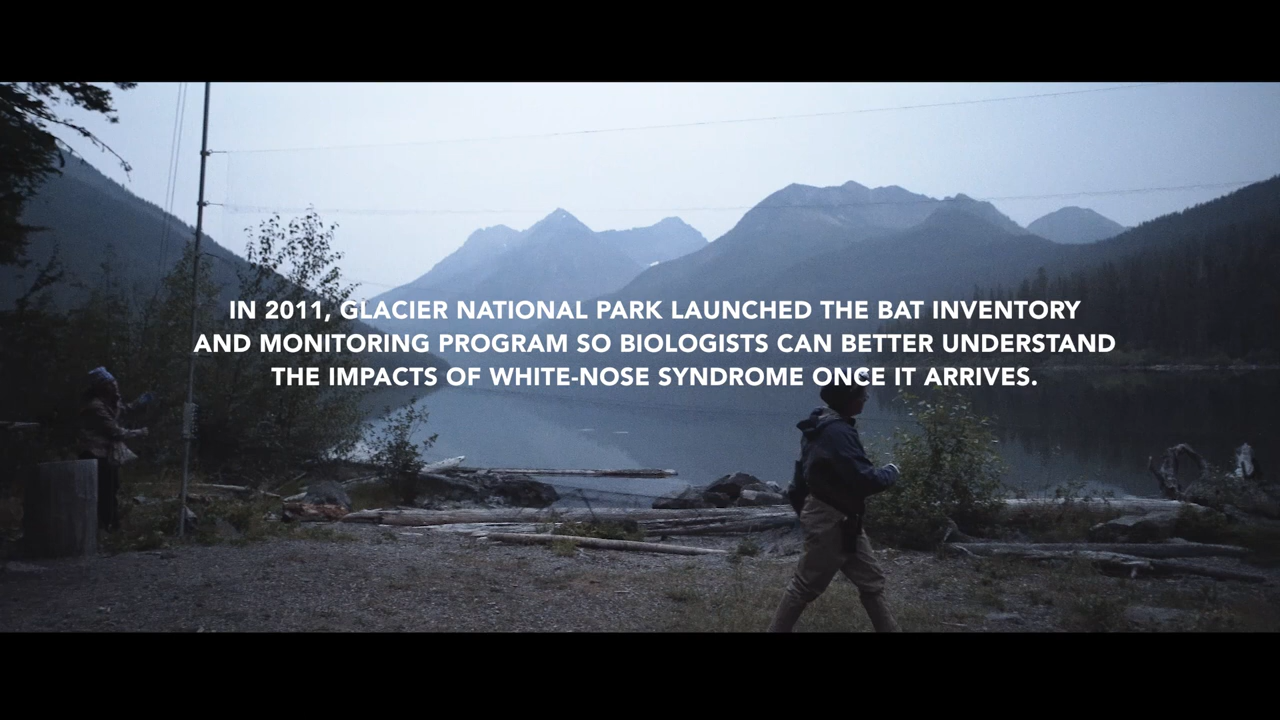 IN 2011, GLACIER NATIONAL PARK LAUNCHED THE BAT INVENTORY
AND MONITORING PROGRAM SO BIOLOGISTS CAN BETTER UNDERSTAND
THE IMPACTS OF WHITE-NOSE SYNDROME ONCE IT ARRIVES.